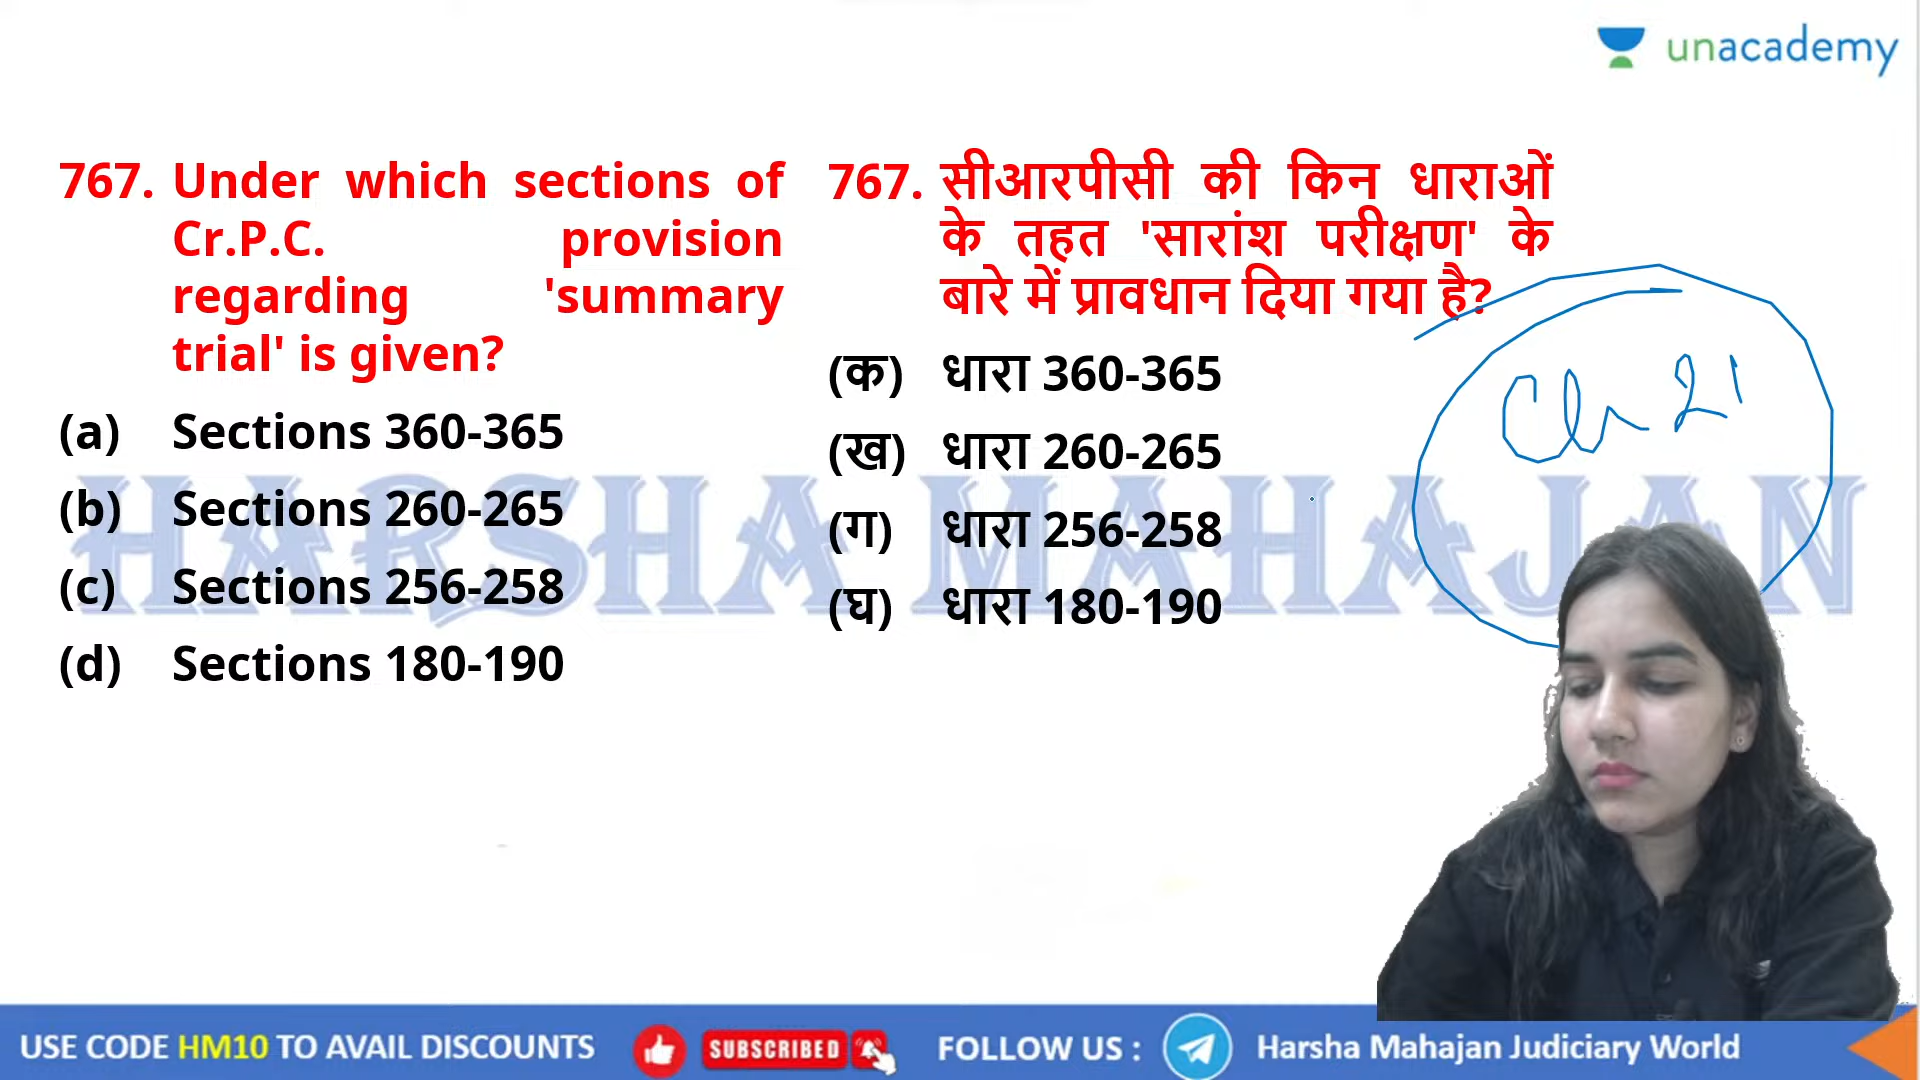 unacademy
767. Under which sections of
Cr.P.C. provision
regarding 'summary
trial' is given?
(a) Sections 360-365
(b) Sections 260-265
(c) Sections 256-258
(d) Sections 180-190
767. सीआरपीसी की किन धाराओं
के तहत 'सारांश परीक्षण' के
बारे में प्रावधान दिया गया है?
(क) धारा 360-365
(ख) धारा 260-265
(ग) धारा 256-258
(घ) धारा 180-190
Ch 21
HARSHA MAHAJAN
USE CODE HM10 TO AVAIL DISCOUNTS
SUBSCRIBED
FOLLOW US :
Harsha Mahajan Judiciary World